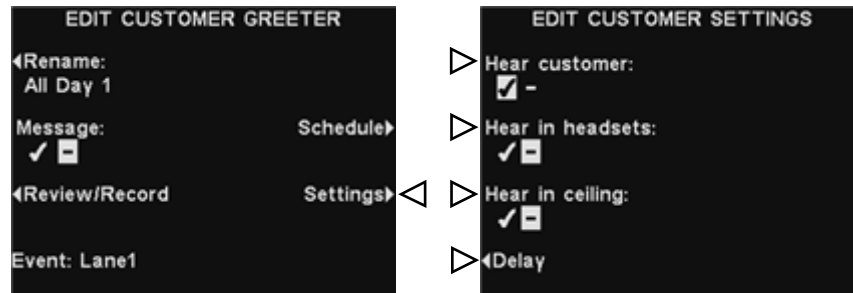 EDIT CUSTOMER GREETER
Rename:
All Day 1
Message: Schedule
✓ –
Review/Record Settings
Event: Lane1
EDIT CUSTOMER SETTINGS
Hear customer:
✓ –
Hear in headsets:
✓ –
Hear in ceiling:
✓ –
Delay